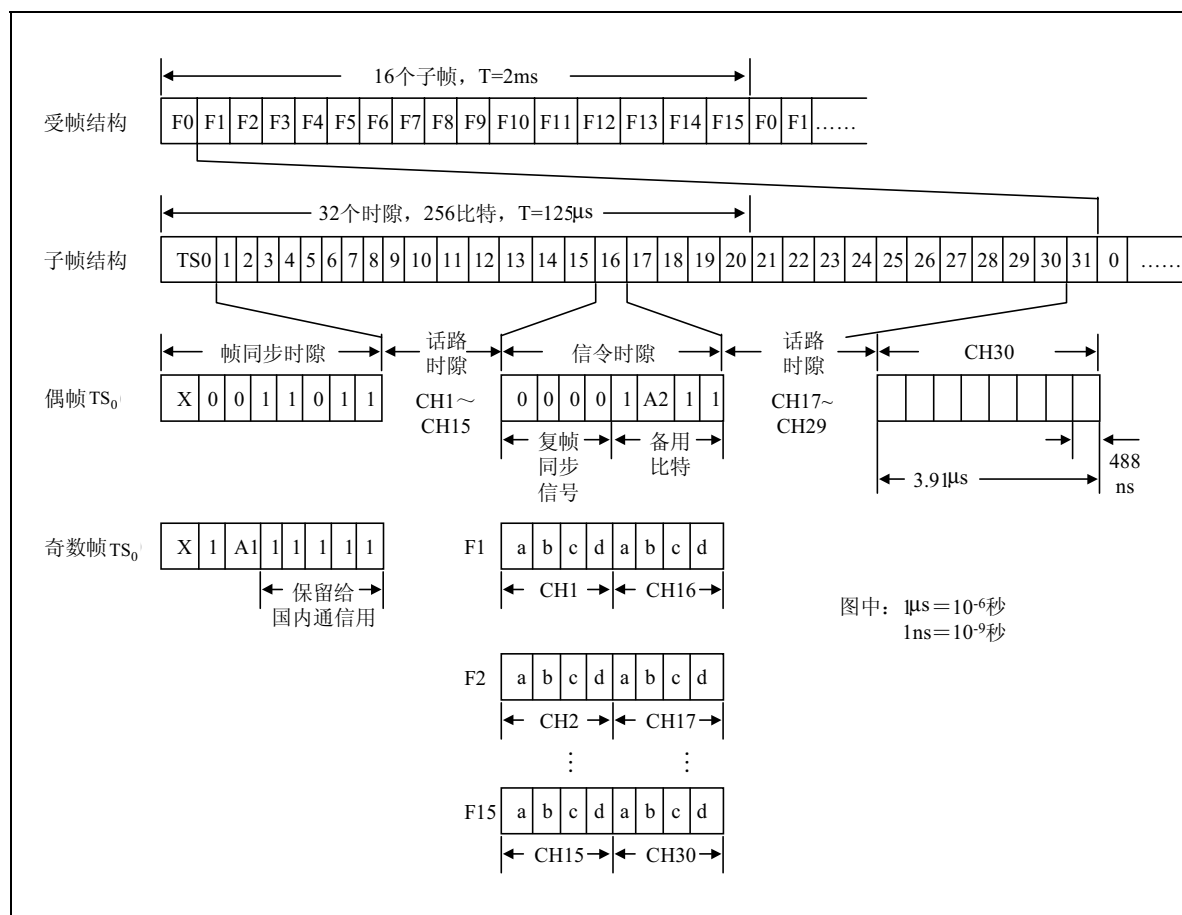 16个子帧，T=2ms
受帧结构 F0 F1 F2 F3 F4 F5 F6 F7 F8 F9 F10 F11 F12 F13 F14 F15 F0 F1 ……
32个时隙，256比特，T=125μs
子帧结构 TS0 1 2 3 4 5 6 7 8 9 10 11 12 13 14 15 16 17 18 19 20 21 22 23 24 25 26 27 28 29 30 31 0 ……
帧同步时隙 话路时隙 信令时隙 话路时隙 CH30
偶帧TS₀ X 0 0 1 1 0 1 1 CH1～CH15 0 0 0 0 1 A2 1 1 CH17~CH29
复帧同步信号 备用比特 3.91μs 488 ns
奇数帧TS₀ X 1 A1 1 1 1 1 1 F1 a b c d a b c d
保留给国内通信用 CH1 CH16
图中：1μs＝10⁻⁶秒
1ns＝10⁻⁹秒
F2 a b c d a b c d
CH2 CH17
⋮ ⋮
F15 a b c d a b c d
CH15 CH30